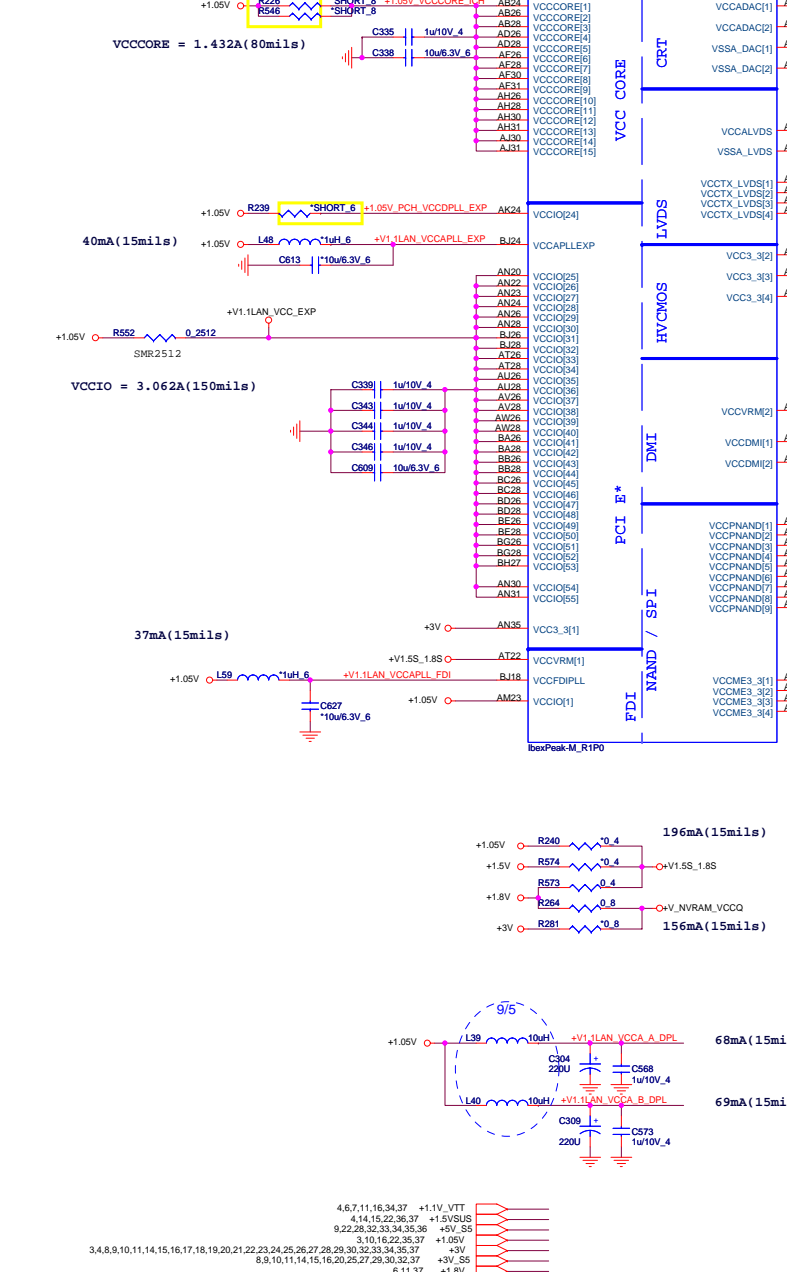 +1.05V R226 *SHORT_8 +1.05V_VCCCORE_ICH AB24 VCCCORE[1] VCCADAC[1]
R546 *SHORT_8 AB26 VCCCORE[2]
AB28 VCCCORE[3] VCCADAC[2]
C335 1u/10V_4 AD26 VCCCORE[4]
VCCCORE = 1.432A(80mils) AD28 VCCCORE[5] VSSA_DAC[1]
C338 10u/6.3V_6 AF26 VCCCORE[6]
AF28 VCCCORE[7] VSSA_DAC[2]
AF30 VCCCORE[8]
AF31 VCCCORE[9]
AH26 VCCCORE[10]
AH28 VCCCORE[11]
AH30 VCCCORE[12]
AH31 VCCCORE[13] VCCALVDS
AJ30 VCCCORE[14]
AJ31 VCCCORE[15] VSSA_LVDS
VCC CORE
CRT
VCCTX_LVDS[1]
VCCTX_LVDS[2]
VCCTX_LVDS[3]
VCCTX_LVDS[4]
LVDS
+1.05V R239 *SHORT_6 +1.05V_PCH_VCCDPLL_EXP AK24 VCCIO[24]
40mA(15mils) +1.05V L48 *1uH_6 +V1.1LAN_VCCAPLL_EXP BJ24 VCCAPLLEXP
C613 *10u/6.3V_6
VCC3_3[2]
VCC3_3[3]
VCC3_3[4]
HVCMOS
AN20 VCCIO[25]
AN22 VCCIO[26]
AN23 VCCIO[27]
AN24 VCCIO[28]
AN26 VCCIO[29]
AN28 VCCIO[30]
BJ26 VCCIO[31]
BJ28 VCCIO[32]
AT26 VCCIO[33]
AT28 VCCIO[34]
AU26 VCCIO[35]
AU28 VCCIO[36]
AV26 VCCIO[37]
AV28 VCCIO[38]
AW26 VCCIO[39]
AW28 VCCIO[40]
BA26 VCCIO[41]
BA28 VCCIO[42]
BB26 VCCIO[43]
BB28 VCCIO[44]
BC26 VCCIO[45]
BC28 VCCIO[46]
BD26 VCCIO[47]
BD28 VCCIO[48]
BE26 VCCIO[49]
BE28 VCCIO[50]
BG26 VCCIO[51]
BG28 VCCIO[52]
BH27 VCCIO[53]
AN30 VCCIO[54]
AN31 VCCIO[55]
+V1.1LAN_VCC_EXP
+1.05V R552 0_2512
SMR2512
VCCIO = 3.062A(150mils)
C339 1u/10V_4
C343 1u/10V_4
C344 1u/10V_4
C346 1u/10V_4
C609 10u/6.3V_6
VCCVRM[2]
VCCDMI[1]
VCCDMI[2]
DMI
PCI E*
VCCPNAND[1]
VCCPNAND[2]
VCCPNAND[3]
VCCPNAND[4]
VCCPNAND[5]
VCCPNAND[6]
VCCPNAND[7]
VCCPNAND[8]
VCCPNAND[9]
NAND / SPI
37mA(15mils)
+3V AN35 VCC3_3[1]
+V1.5S_1.8S AT22 VCCVRM[1]
+1.05V L59 *1uH_6 +V1.1LAN_VCCAPLL_FDI BJ18 VCCFDIPLL
+1.05V AM23 VCCIO[1]
C627
*10u/6.3V_6
FDI
VCCME3_3[1]
VCCME3_3[2]
VCCME3_3[3]
VCCME3_3[4]
IbexPeak-M_R1P0
196mA(15mils)
+1.05V R240 *0_4
+1.5V R574 *0_4 +V1.5S_1.8S
R573 0_4
+1.8V
R264 0_8 +V_NVRAM_VCCQ
+3V R281 *0_8 156mA(15mils)
9/5
+1.05V L39 10uH +V1.1LAN_VCCA_A_DPL 68mA(15mi
C304
220U
C568
1u/10V_4
L40 10uH +V1.1LAN_VCCA_B_DPL 69mA(15mi
C309
220U
C573
1u/10V_4
4,6,7,11,16,34,37 +1.1V_VTT
4,14,15,22,36,37 +1.5VSUS
9,22,28,32,33,34,35,36 +5V_S5
3,10,16,22,35,37 +1.05V
3,4,8,9,10,11,14,15,16,17,18,19,20,21,22,23,24,25,26,27,28,29,30,32,33,34,35,37 +3V
8,9,10,11,14,15,16,20,25,27,29,30,32,37 +3V_S5
6,11,37 +1.8V